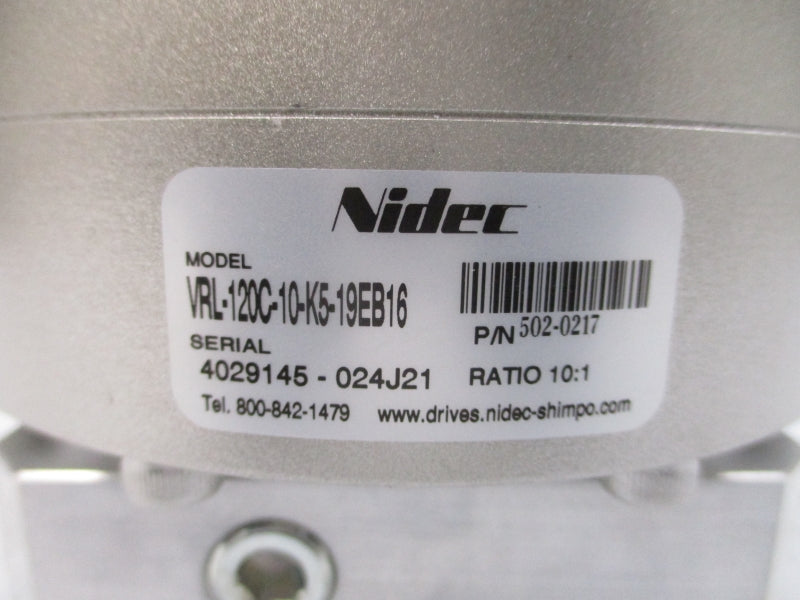 Nidec
MODEL
VRL-120C-10-K5-19EB16
P/N 502-0217
SERIAL
4029145 - 024J21 RATIO 10:1
Tel. 800-842-1479 www.drives.nidec-shimpo.com